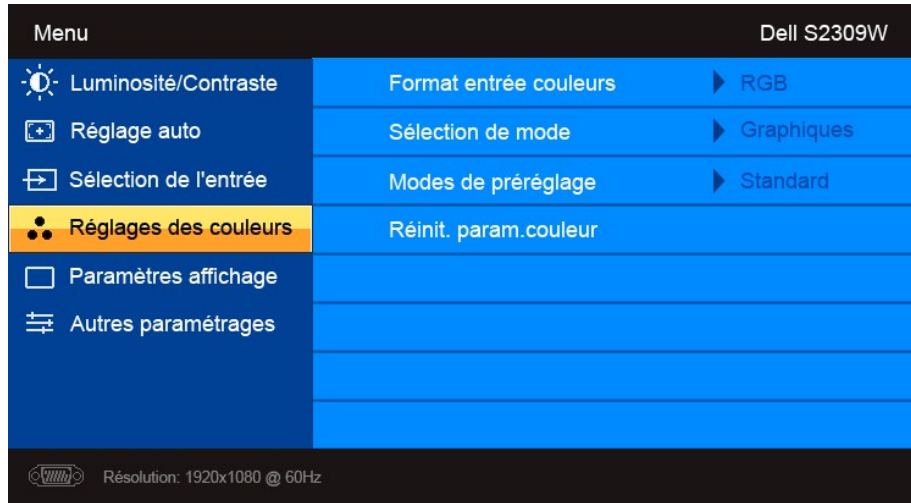 Menu Dell S2309W
Luminosité/Contraste Format entrée couleurs RGB
Réglage auto Sélection de mode Graphiques
Sélection de l'entrée Modes de préréglage Standard
Réglages des couleurs Réinit. param.couleur
Paramètres affichage
Autres paramétrages
Résolution: 1920x1080 @ 60Hz